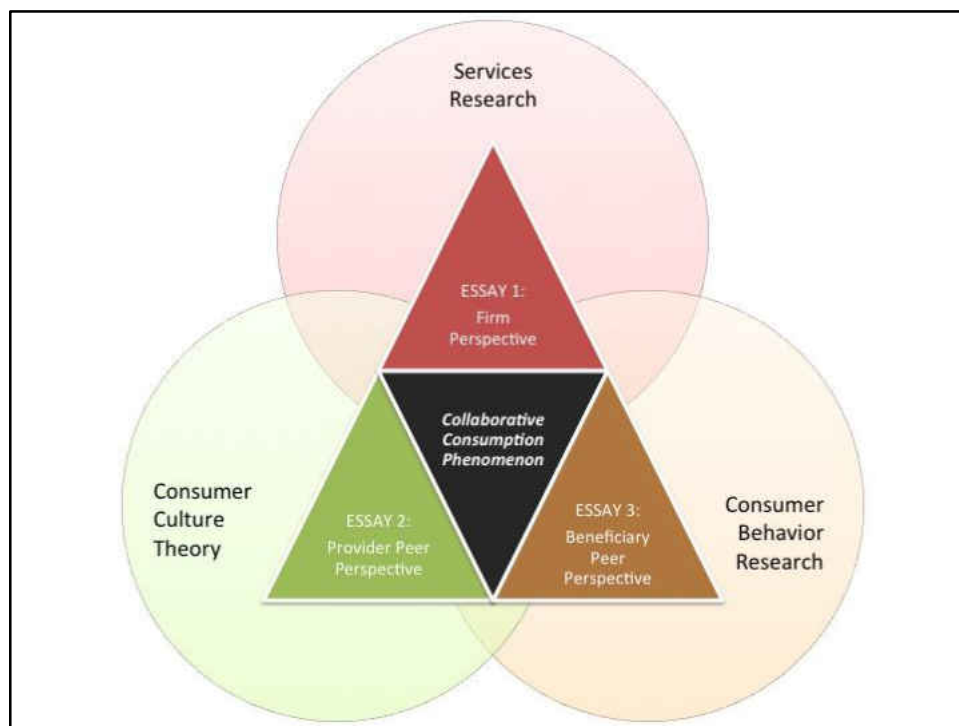 Services
Research
ESSAY 1:
Firm
Perspective
Collaborative
Consumption
Phenomenon
Consumer
Culture
Theory
ESSAY 2:
Provider Peer
Perspective
ESSAY 3:
Beneficiary
Peer
Perspective
Consumer
Behavior
Research